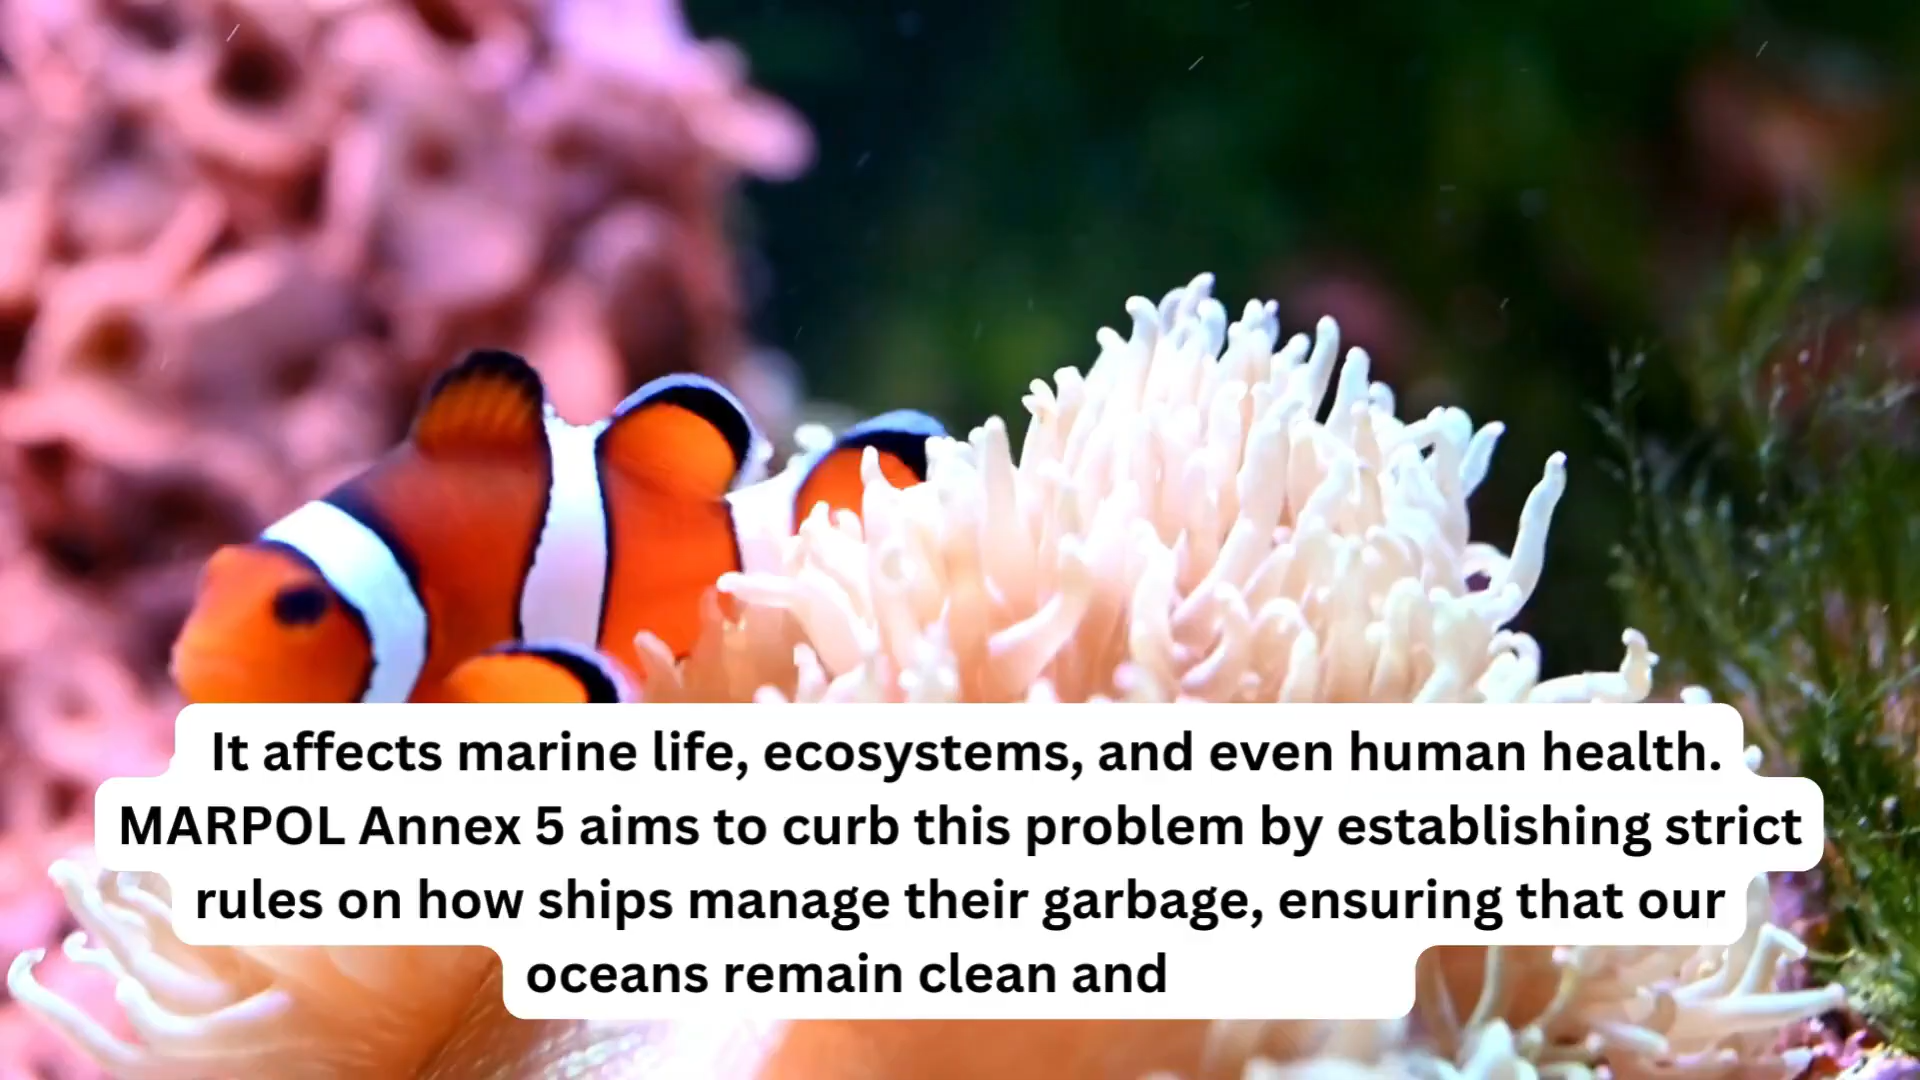 It affects marine life, ecosystems, and even human health.
MARPOL Annex 5 aims to curb this problem by establishing strict
rules on how ships manage their garbage, ensuring that our
oceans remain clean and